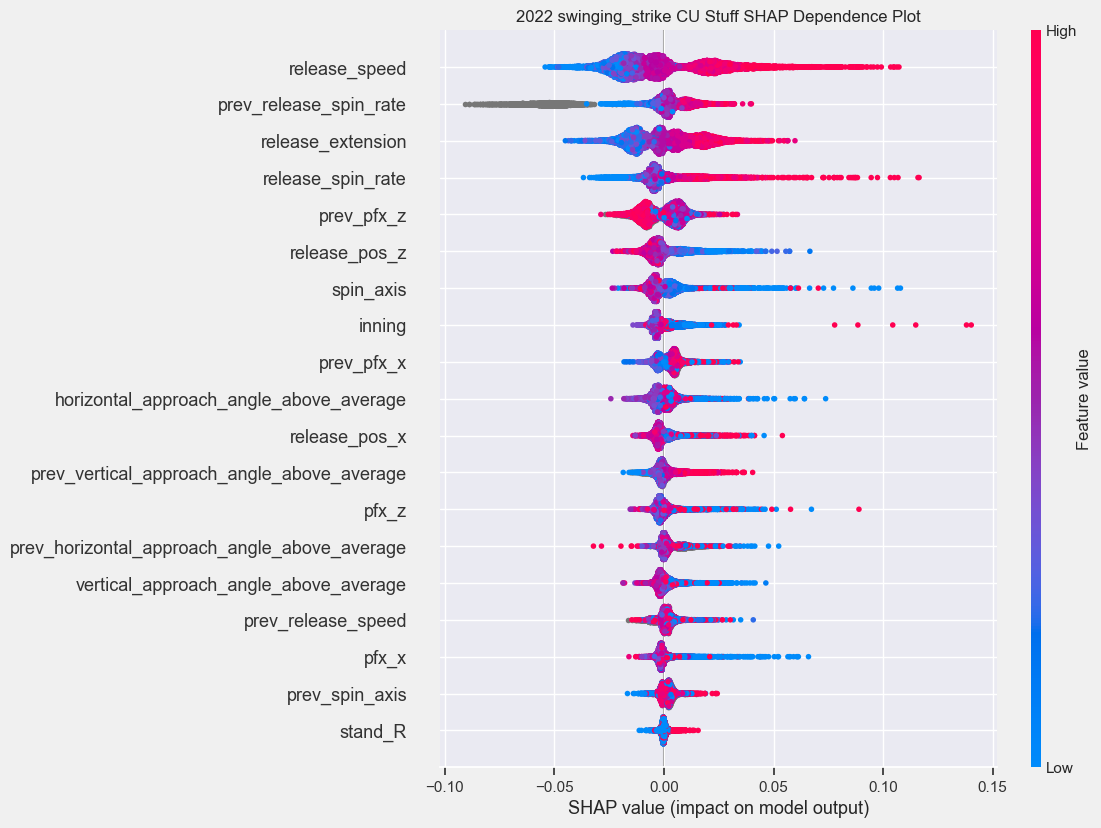 2022 swinging_strike CU Stuff SHAP Dependence Plot
High
release_speed
prev_release_spin_rate
release_extension
release_spin_rate
prev_pfx_z
release_pos_z
spin_axis
inning
prev_pfx_x
horizontal_approach_angle_above_average
release_pos_x
prev_vertical_approach_angle_above_average
pfx_z
prev_horizontal_approach_angle_above_average
vertical_approach_angle_above_average
prev_release_speed
pfx_x
prev_spin_axis
stand_R
Feature value
Low
−0.10 −0.05 0.00 0.05 0.10 0.15
SHAP value (impact on model output)